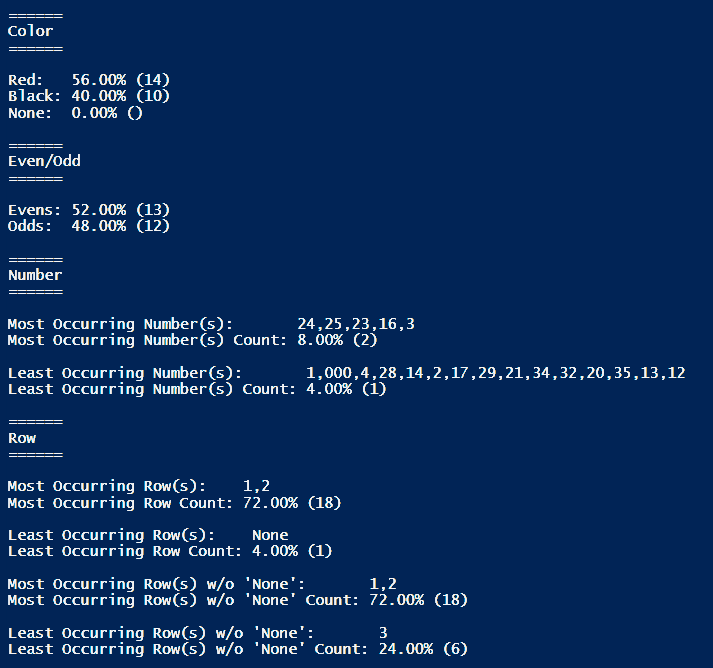 ======
Color
======
Red:   56.00% (14)
Black: 40.00% (10)
None:  0.00% ()
======
Even/Odd
======
Evens: 52.00% (13)
Odds:  48.00% (12)
======
Number
======
Most Occurring Number(s):       24,25,23,16,3
Most Occurring Number(s) Count: 8.00% (2)
Least Occurring Number(s):       1,000,4,28,14,2,17,29,21,34,32,20,35,13,12
Least Occurring Number(s) Count: 4.00% (1)
======
Row
======
Most Occurring Row(s):    1,2
Most Occurring Row Count: 72.00% (18)
Least Occurring Row(s):    None
Least Occurring Row Count: 4.00% (1)
Most Occurring Row(s) w/o 'None':       1,2
Most Occurring Row(s) w/o 'None' Count: 72.00% (18)
Least Occurring Row(s) w/o 'None':       3
Least Occurring Row(s) w/o 'None' Count: 24.00% (6)